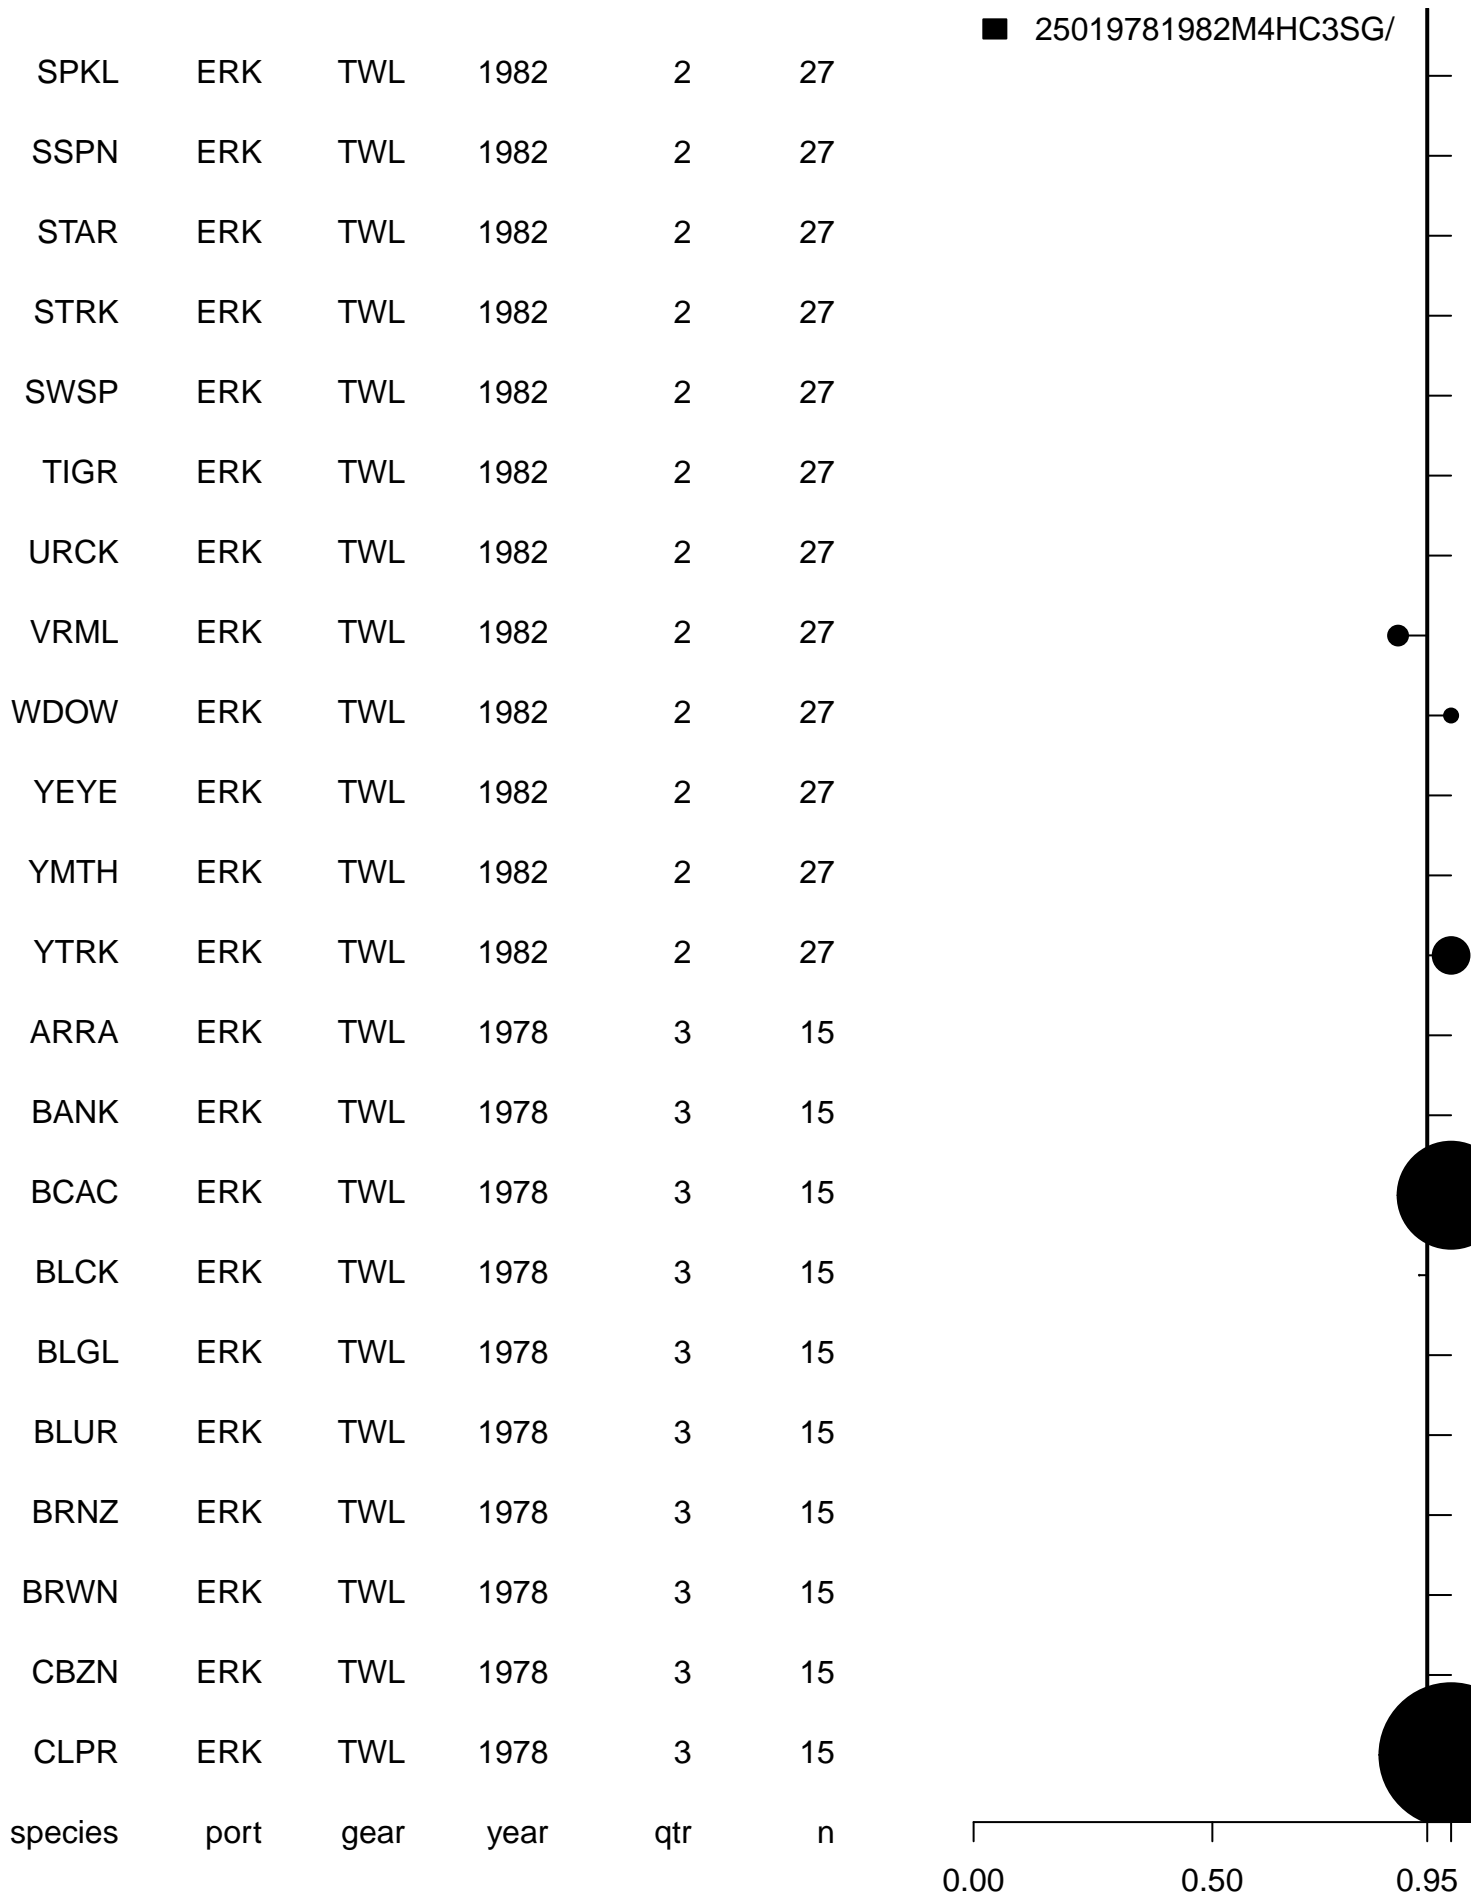 25019781982M4HC3SG/
SPKL ERK TWL 1982 2 27
SSPN ERK TWL 1982 2 27
STAR ERK TWL 1982 2 27
STRK ERK TWL 1982 2 27
SWSP ERK TWL 1982 2 27
TIGR ERK TWL 1982 2 27
URCK ERK TWL 1982 2 27
VRML ERK TWL 1982 2 27
WDOW ERK TWL 1982 2 27
YEYE ERK TWL 1982 2 27
YMTH ERK TWL 1982 2 27
YTRK ERK TWL 1982 2 27
ARRA ERK TWL 1978 3 15
BANK ERK TWL 1978 3 15
BCAC ERK TWL 1978 3 15
BLCK ERK TWL 1978 3 15
BLGL ERK TWL 1978 3 15
BLUR ERK TWL 1978 3 15
BRNZ ERK TWL 1978 3 15
BRWN ERK TWL 1978 3 15
CBZN ERK TWL 1978 3 15
CLPR ERK TWL 1978 3 15
species port gear year qtr n
0.00 0.50 0.95